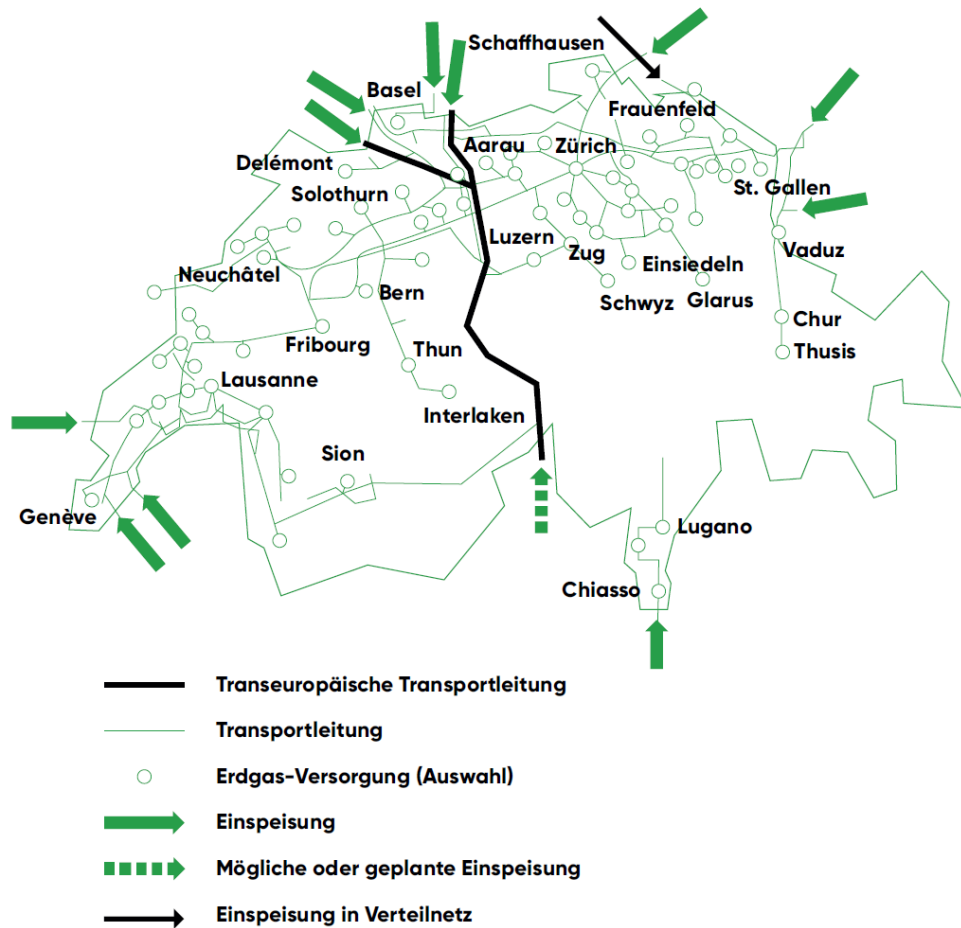 Schaffhausen
Basel
Frauenfeld
Aarau
Zürich
Delémont
Solothurn
St. Gallen
Luzern
Zug
Vaduz
Neuchâtel
Einsiedeln
Bern
Schwyz
Glarus
Chur
Fribourg
Thun
Thusis
Lausanne
Interlaken
Sion
Genève
Lugano
Chiasso
Transeuropäische Transportleitung
Transportleitung
Erdgas-Versorgung (Auswahl)
Einspeisung
Mögliche oder geplante Einspeisung
Einspeisung in Verteilnetz